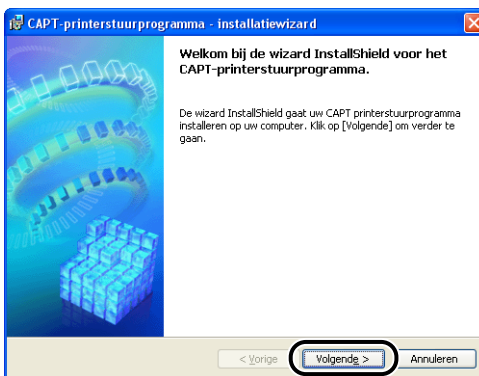 CAPT-printerstuurprogramma - installatiewizard
Welkom bij de wizard InstallShield voor het
CAPT-printerstuurprogramma.
De wizard InstallShield gaat uw CAPT printerstuurprogramma
installeren op uw computer. Klik op [Volgende] om verder te
gaan.
< Vorige Volgende > Annuleren